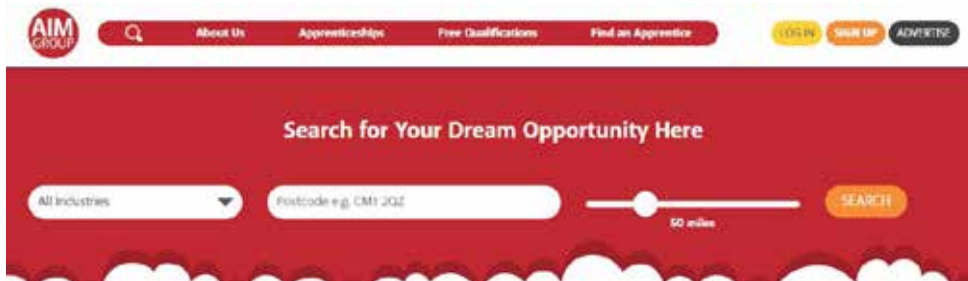 AIM
GROUP
About Us
Apprenticeships
Free Qualifications
Find an Apprentice
LOG IN
SIGN UP
ADVERTISE
Search for Your Dream Opportunity Here
All Industries
Postcode e.g. CM1 2QZ
SEARCH
50 miles